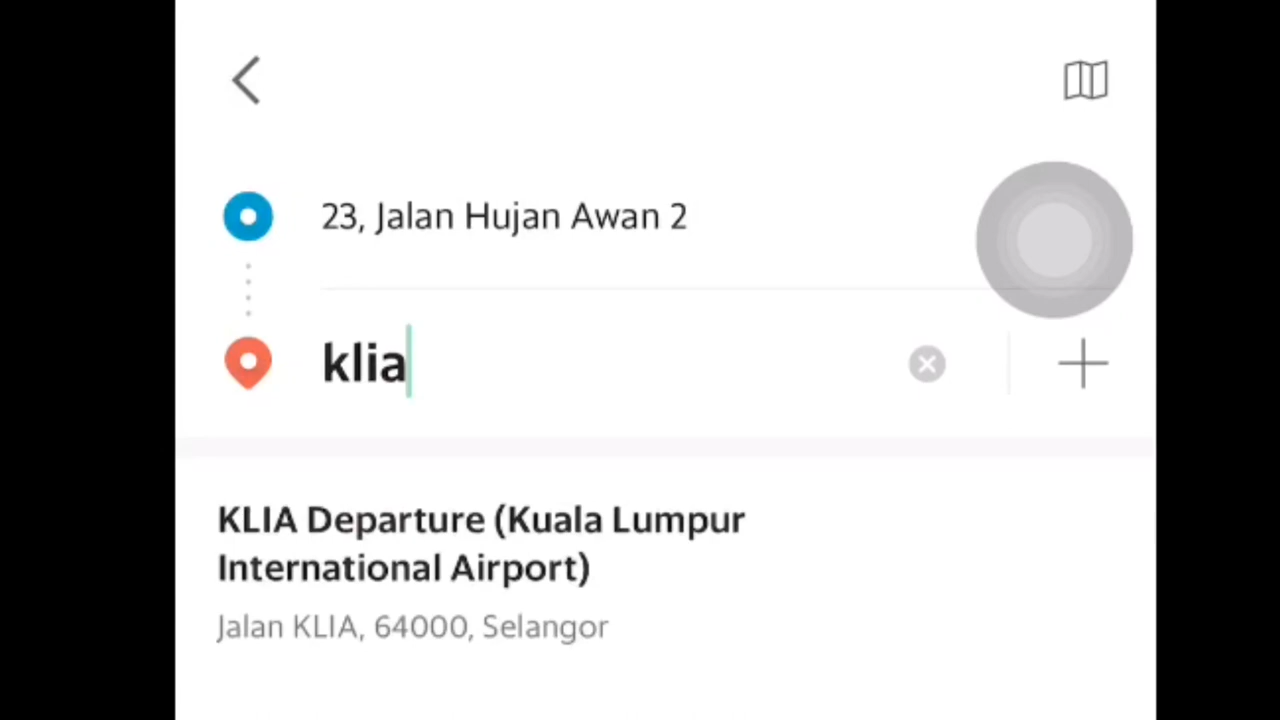 23, Jalan Hujan Awan 2
klia
KLIA Departure (Kuala Lumpur
International Airport)
Jalan KLIA, 64000, Selangor